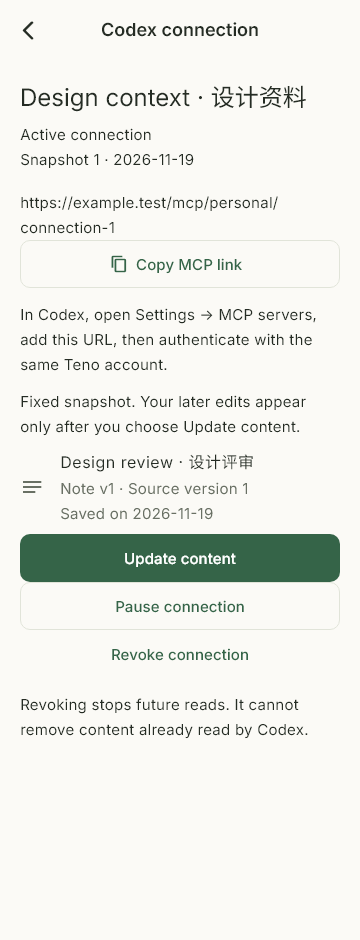 Codex connection
Design context · 设计资料
Active connection
Snapshot 1 · 2026-11-19
https://example.test/mcp/personal/
connection-1
Copy MCP link
In Codex, open Settings → MCP servers,
add this URL, then authenticate with the
same Teno account.
Fixed snapshot. Your later edits appear
only after you choose Update content.
Design review · 设计评审
Note v1 · Source version 1
Saved on 2026-11-19
Update content
Pause connection
Revoke connection
Revoking stops future reads. It cannot
remove content already read by Codex.